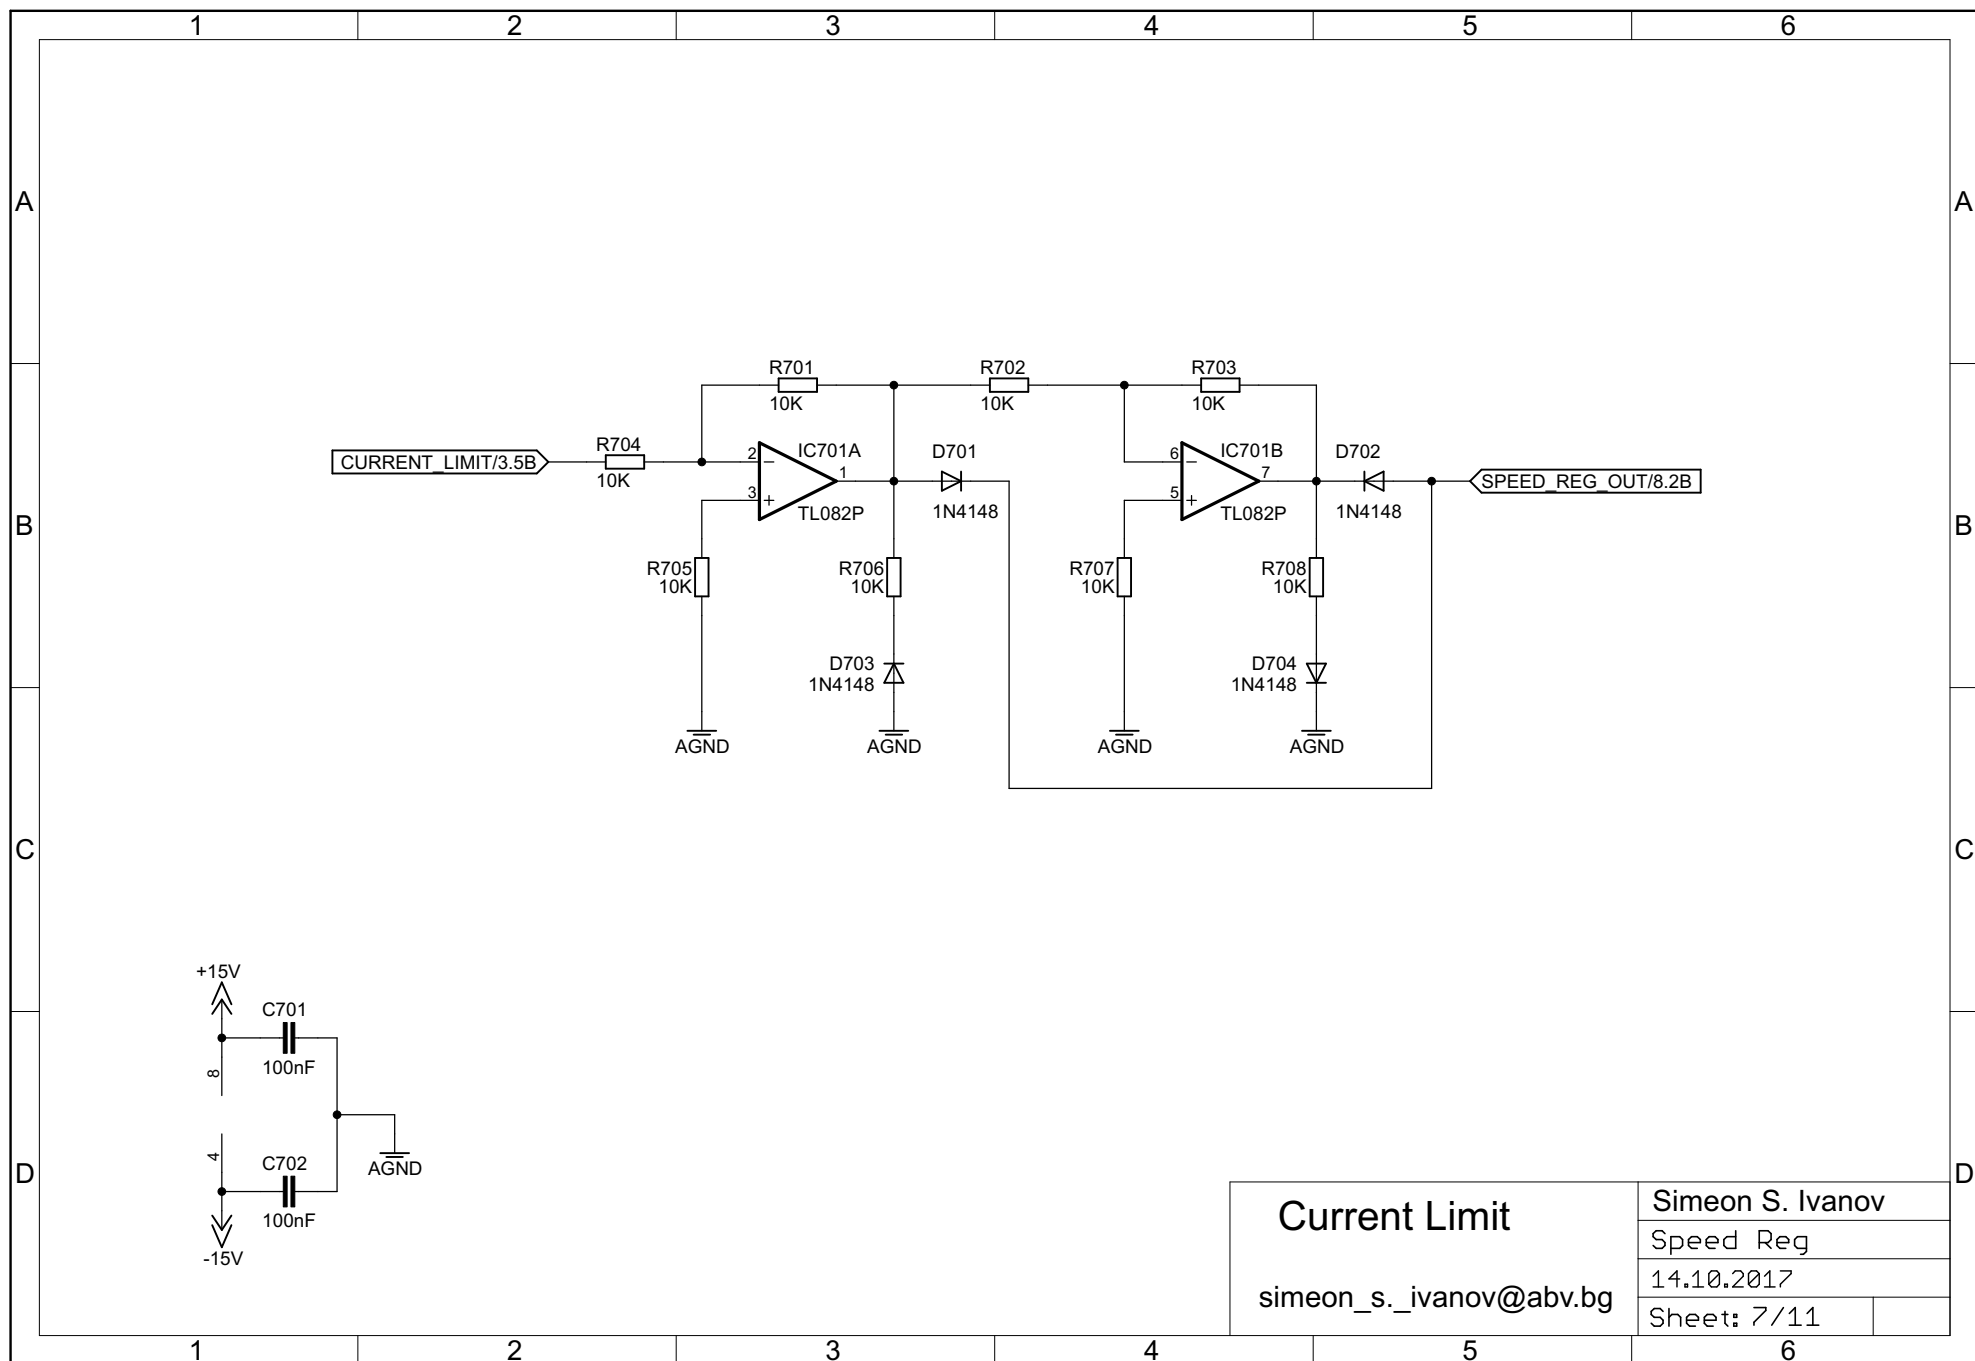 1 2 3 4 5 6
A A
R701 R702 R703
10K 10K 10K
CURRENT_LIMIT/3.5B
R704
10K
2
3
IC701A
1
TL082P
D701
1N4148
6
5
IC701B
7
TL082P
D702
1N4148
SPEED_REG_OUT/8.2B
B B
R705
10K
R706
10K
R707
10K
R708
10K
D703
1N4148
D704
1N4148
AGND AGND AGND AGND
C C
+15V
C701
100nF
8
4
C702
100nF
AGND
-15V
D D
Current Limit
simeon_s._ivanov@abv.bg
Simeon S. Ivanov
Speed Reg
14.10.2017
Sheet: 7/11
1 2 3 4 5 6